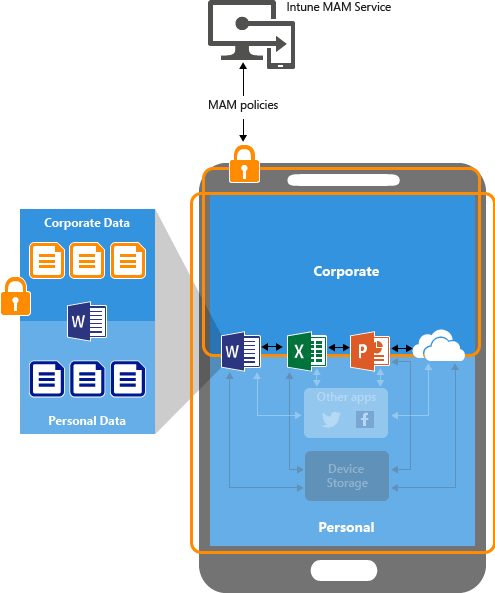 Intune MAM Service
MAM policies
Corporate Data
W
Personal Data
Corporate
W
X
P
Other apps
f
Device
Storage
Personal